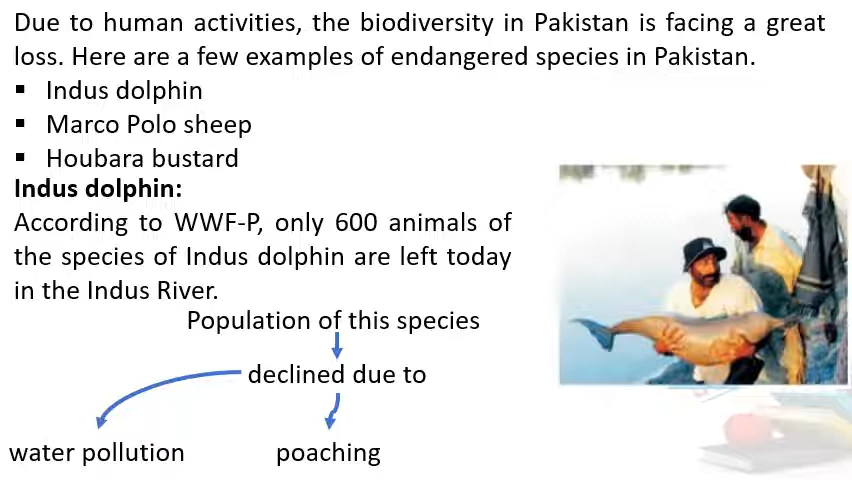 Due to human activities, the biodiversity in Pakistan is facing a great
loss. Here are a few examples of endangered species in Pakistan.
▪ Indus dolphin
▪ Marco Polo sheep
▪ Houbara bustard
Indus dolphin:
According to WWF-P, only 600 animals of
the species of Indus dolphin are left today
in the Indus River.
Population of this species
declined due to
water pollution poaching